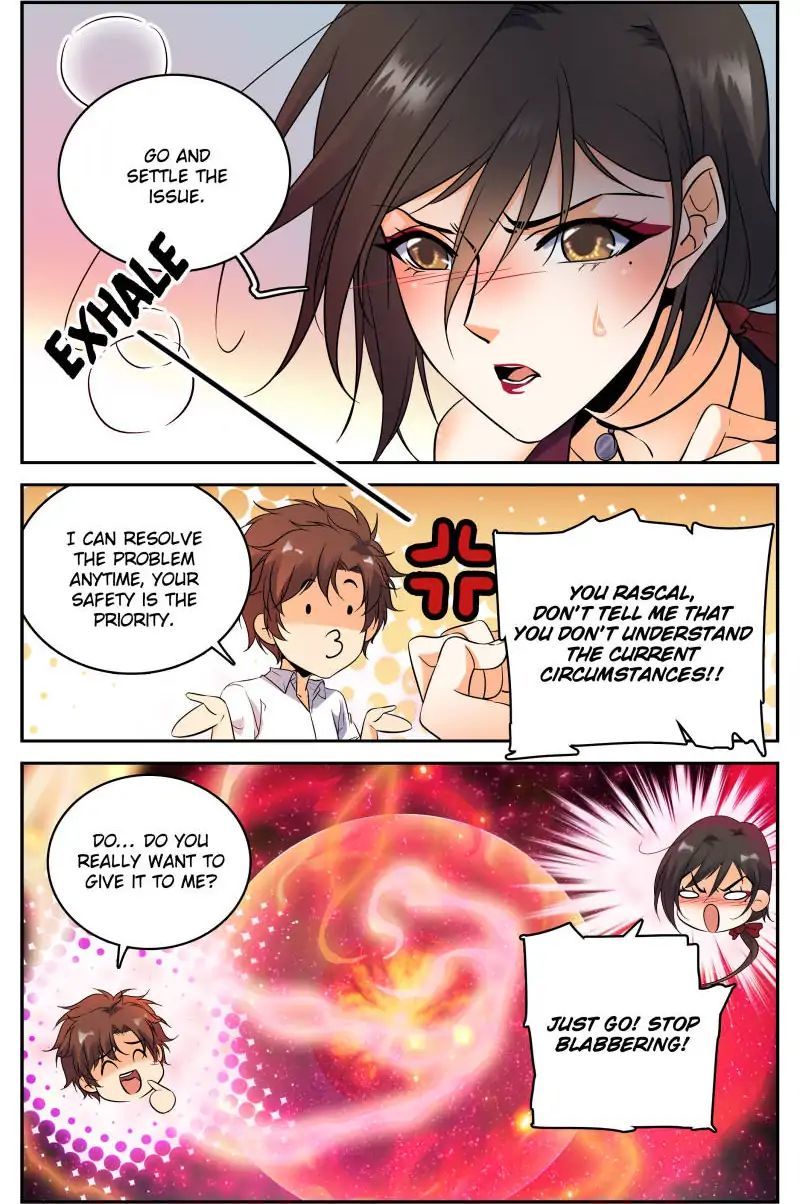 GO AND
SETTLE THE
ISSUE.
EXHALE
I CAN RESOLVE
THE PROBLEM
ANYTIME, YOUR
SAFETY IS THE
PRIORITY.
YOU RASCAL,
DON'T TELL ME THAT
YOU DON'T UNDERSTAND
THE CURRENT
CIRCUMSTANCES!!
DO... DO YOU
REALLY WANT TO
GIVE IT TO ME?
JUST GO! STOP
BLABBERING!